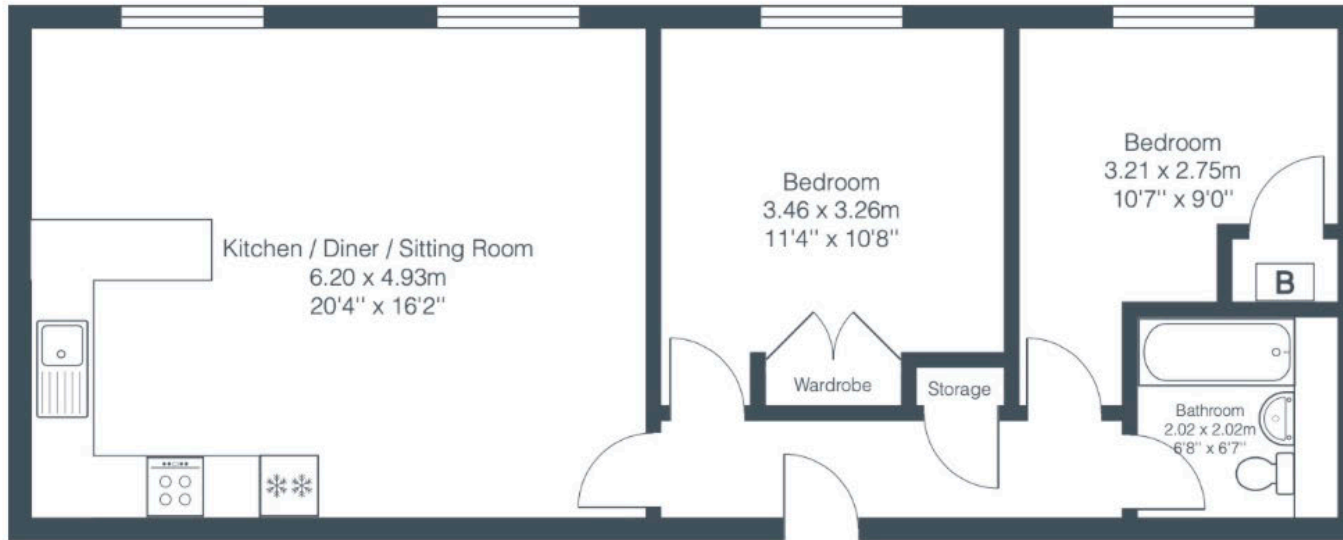 Kitchen / Diner / Sitting Room
6.20 x 4.93m
20'4'' x 16'2''
Bedroom
3.46 x 3.26m
11'4'' x 10'8''
Wardrobe
Storage
Bedroom
3.21 x 2.75m
10'7'' x 9'0''
B
Bathroom
2.02 x 2.02m
6'8'' x 6'7''